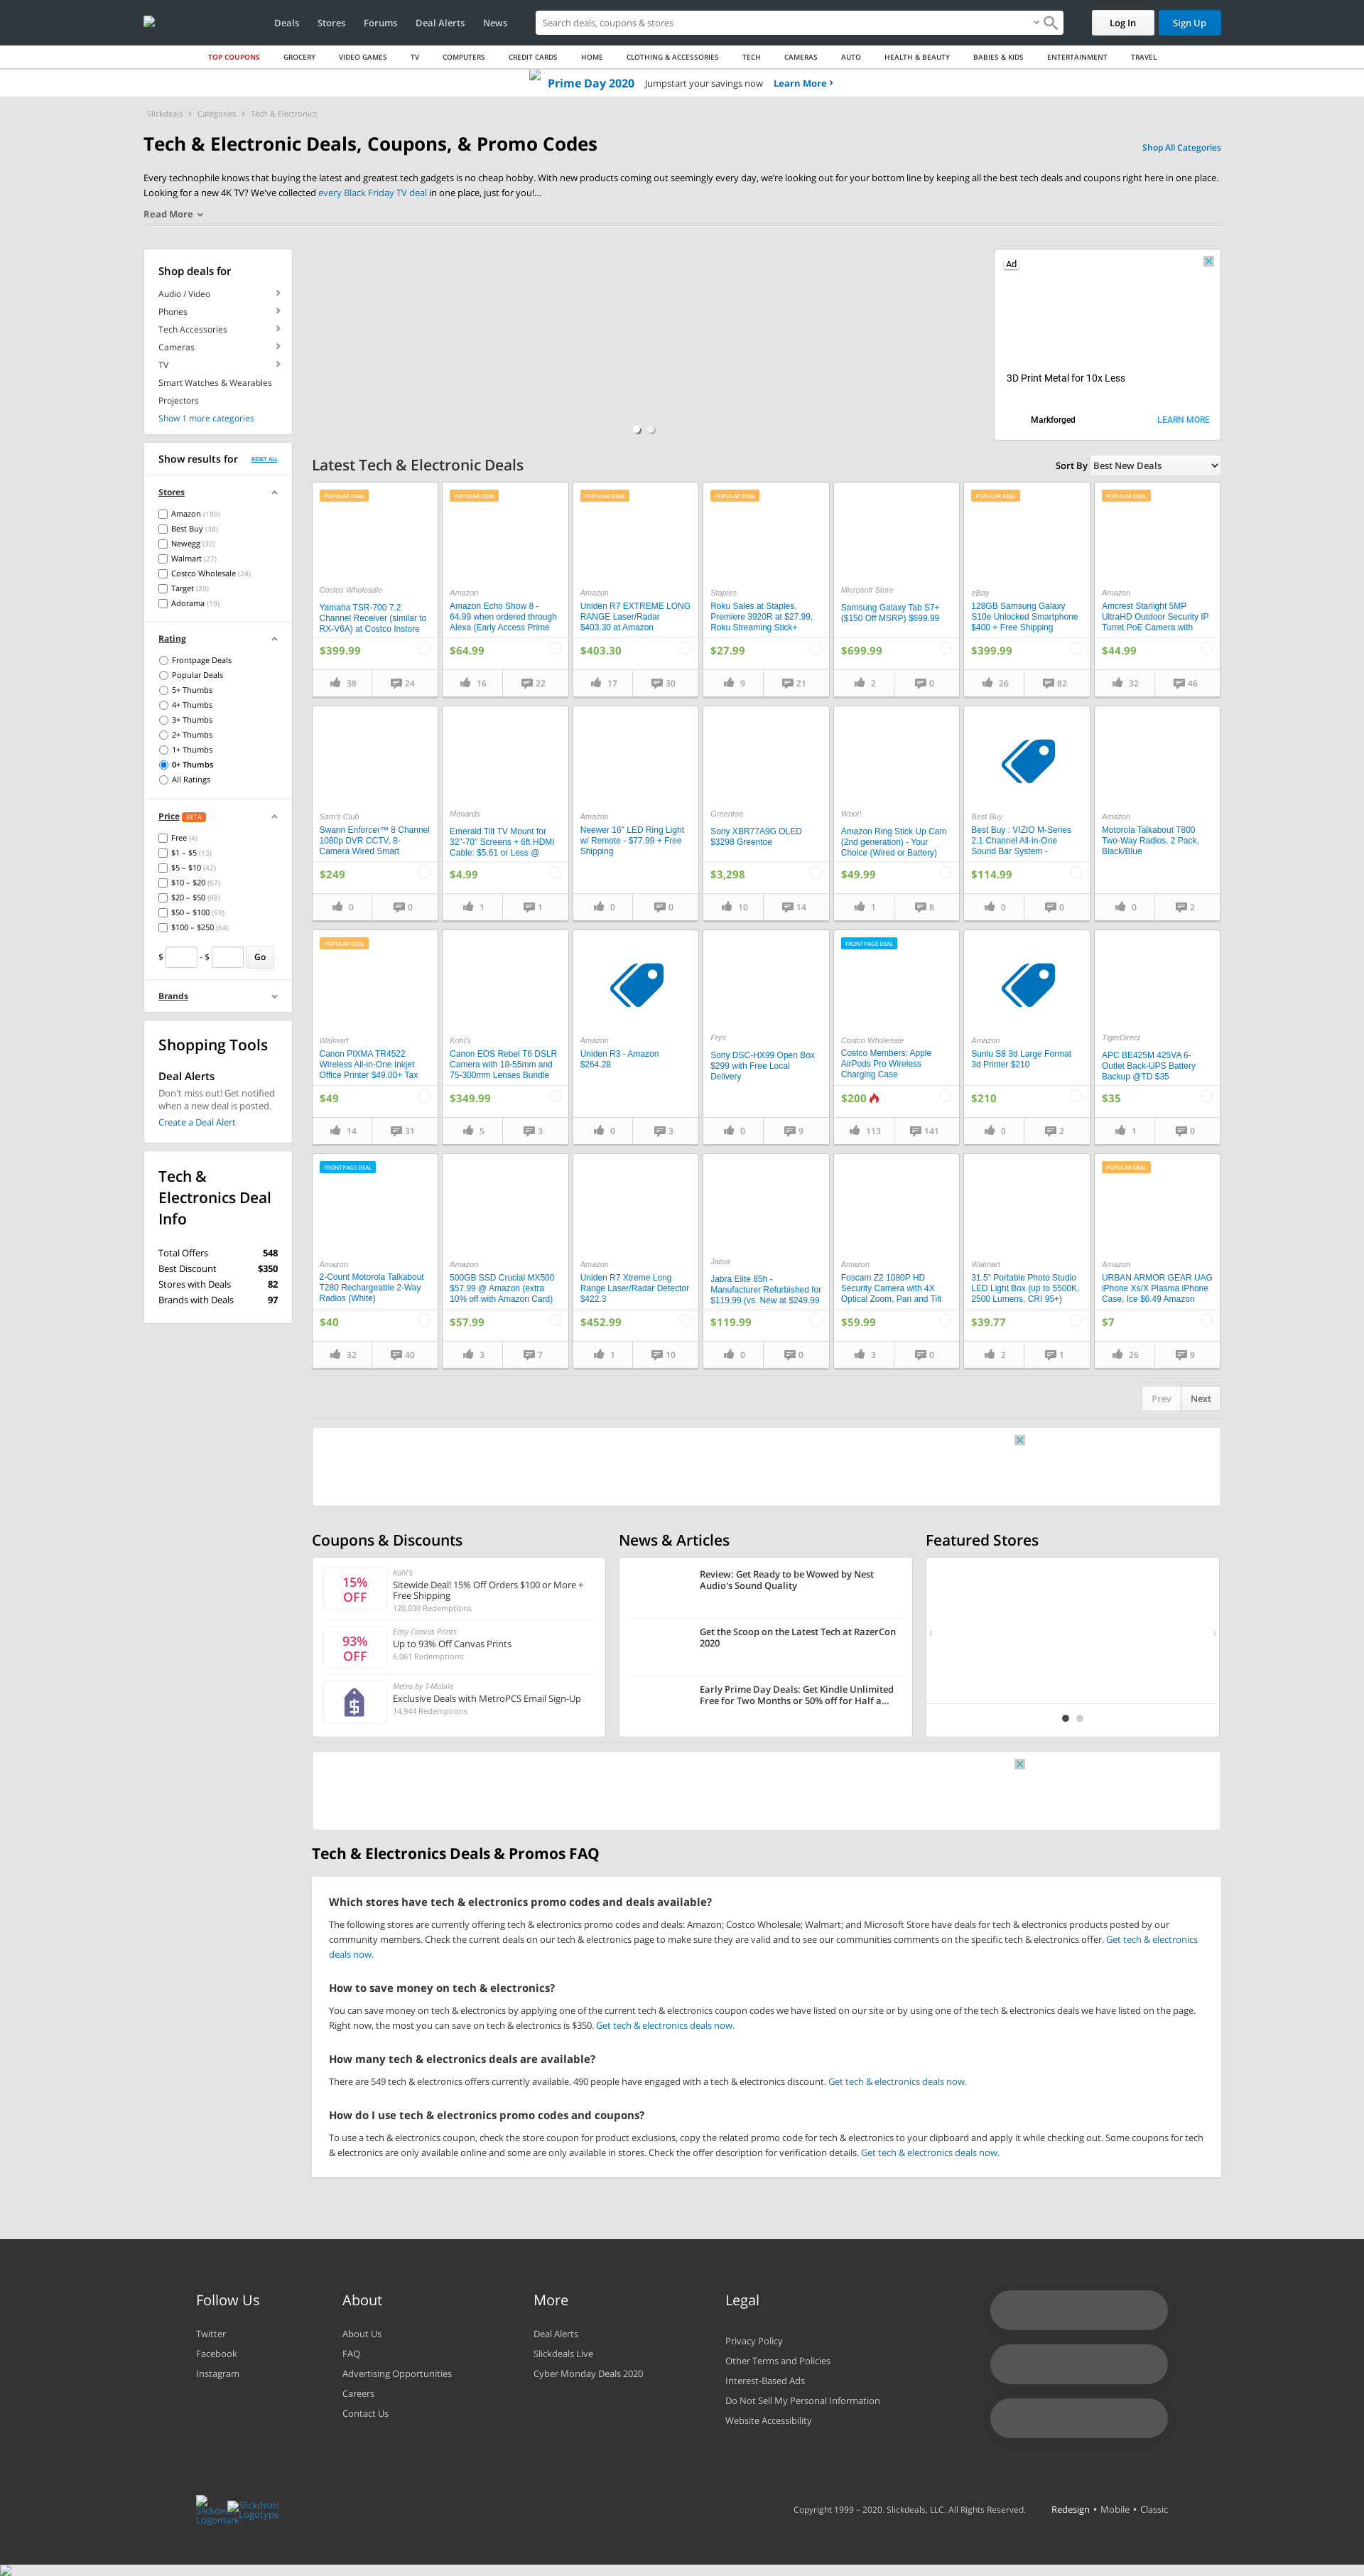 Deals Stores Forums Deal Alerts News
Search deals, coupons & stores
Log In Sign Up
TOP COUPONS GROCERY VIDEO GAMES TV COMPUTERS CREDIT CARDS HOME CLOTHING & ACCESSORIES TECH CAMERAS AUTO HEALTH & BEAUTY BABIES & KIDS ENTERTAINMENT TRAVEL
Prime Day 2020 Jumpstart your savings now Learn More
Slickdeals Categories Tech & Electronics
Tech & Electronic Deals, Coupons, & Promo Codes
Shop All Categories
Every technophile knows that buying the latest and greatest tech gadgets is no cheap hobby. With new products coming out seemingly every day, we're looking out for your bottom line by keeping all the best tech deals and coupons right here in one place.
Looking for a new 4K TV? We've collected every Black Friday TV deal in one place, just for you!...
Read More
Shop deals for
Audio / Video
Phones
Tech Accessories
Cameras
TV
Smart Watches & Wearables
Projectors
Show 1 more categories
Ad
3D Print Metal for 10x Less
Markforged LEARN MORE
Show results for RESET ALL
Stores
Amazon (189)
Best Buy (38)
Newegg (30)
Walmart (27)
Costco Wholesale (24)
Target (20)
Adorama (19)
Rating
Frontpage Deals
Popular Deals
5+ Thumbs
4+ Thumbs
3+ Thumbs
2+ Thumbs
1+ Thumbs
0+ Thumbs
All Ratings
Price BETA
Free (4)
$1 – $5 (13)
$5 – $10 (42)
$10 – $20 (67)
$20 – $50 (88)
$50 – $100 (59)
$100 – $250 (64)
$ - $ Go
Brands
Shopping Tools
Deal Alerts
Don't miss out! Get notified
when a new deal is posted.
Create a Deal Alert
Tech &
Electronics Deal
Info
Total Offers 548
Best Discount $350
Stores with Deals 82
Brands with Deals 97
Latest Tech & Electronic Deals
Sort By Best New Deals
POPULAR DEAL
Costco Wholesale
Yamaha TSR-700 7.2
Channel Receiver (similar to
RX-V6A) at Costco Instore
$399.99
38 24
POPULAR DEAL
Amazon
Amazon Echo Show 8 -
64.99 when ordered through
Alexa (Early Access Prime
$64.99
16 22
POPULAR DEAL
Amazon
Uniden R7 EXTREME LONG
RANGE Laser/Radar
$403.30 at Amazon
$403.30
17 30
POPULAR DEAL
Staples
Roku Sales at Staples,
Premiere 3920R at $27.99,
Roku Streaming Stick+
$27.99
9 21
Microsoft Store
Samsung Galaxy Tab S7+
($150 Off MSRP) $699.99
$699.99
2 0
POPULAR DEAL
eBay
128GB Samsung Galaxy
S10e Unlocked Smartphone
$400 + Free Shipping
$399.99
26 82
POPULAR DEAL
Amazon
Amcrest Starlight 5MP
UltraHD Outdoor Security IP
Turret PoE Camera with
$44.99
32 46
Sam's Club
Swann Enforcer™ 8 Channel
1080p DVR CCTV, 8-
Camera Wired Smart
$249
0 0
Menards
Emerald Tilt TV Mount for
32"-70" Screens + 6ft HDMI
Cable: $5.61 or Less @
$4.99
1 1
Amazon
Neewer 16" LED Ring Light
w/ Remote - $77.99 + Free
Shipping
0 0
Greentoe
Sony XBR77A9G OLED
$3298 Greentoe
$3,298
10 14
Woot!
Amazon Ring Stick Up Cam
(2nd generation) - Your
Choice (Wired or Battery)
$49.99
1 8
Best Buy
Best Buy : VIZIO M-Series
2.1 Channel All-in-One
Sound Bar System -
$114.99
0 0
Amazon
Motorola Talkabout T800
Two-Way Radios, 2 Pack,
Black/Blue
0 2
POPULAR DEAL
Walmart
Canon PIXMA TR4522
Wireless All-in-One Inkjet
Office Printer $49.00+ Tax
$49
14 31
Kohl's
Canon EOS Rebel T6 DSLR
Camera with 18-55mm and
75-300mm Lenses Bundle
$349.99
5 3
Amazon
Uniden R3 - Amazon
$264.28
0 3
Frys
Sony DSC-HX99 Open Box
$299 with Free Local
Delivery
0 9
FRONTPAGE DEAL
Costco Wholesale
Costco Members: Apple
AirPods Pro Wireless
Charging Case
$200
113 141
Amazon
Sunlu S8 3d Large Format
3d Printer $210
$210
0 2
TigerDirect
APC BE425M 425VA 6-
Outlet Back-UPS Battery
Backup @TD $35
$35
1 0
FRONTPAGE DEAL
Amazon
2-Count Motorola Talkabout
T280 Rechargeable 2-Way
Radios (White)
$40
32 40
Amazon
500GB SSD Crucial MX500
$57.99 @ Amazon (extra
10% off with Amazon Card)
$57.99
3 7
Amazon
Uniden R7 Xtreme Long
Range Laser/Radar Detector
$422.3
$452.99
1 10
Jabra
Jabra Elite 85h -
Manufacturer Refurbished for
$119.99 (vs. New at $249.99
$119.99
0 0
Amazon
Foscam Z2 1080P HD
Security Camera with 4X
Optical Zoom, Pan and Tilt
$59.99
3 0
Walmart
31.5" Portable Photo Studio
LED Light Box (up to 5500K,
2500 Lumens, CRI 95+)
$39.77
2 1
POPULAR DEAL
Amazon
URBAN ARMOR GEAR UAG
iPhone Xs/X Plasma iPhone
Case, Ice $6.49 Amazon
$7
26 9
Prev Next
Coupons & Discounts
15%
OFF
Kohl's
Sitewide Deal! 15% Off Orders $100 or More +
Free Shipping
120,030 Redemptions
93%
OFF
Easy Canvas Prints
Up to 93% Off Canvas Prints
6,061 Redemptions
Metro by T-Mobile
Exclusive Deals with MetroPCS Email Sign-Up
14,944 Redemptions
News & Articles
Review: Get Ready to be Wowed by Nest
Audio's Sound Quality
Get the Scoop on the Latest Tech at RazerCon
2020
Early Prime Day Deals: Get Kindle Unlimited
Free for Two Months or 50% off for Half a...
Featured Stores
Tech & Electronics Deals & Promos FAQ
Which stores have tech & electronics promo codes and deals available?
The following stores are currently offering tech & electronics promo codes and deals: Amazon; Costco Wholesale; Walmart; and Microsoft Store have deals for tech & electronics products posted by our
community members. Check the current deals on our tech & electronics page to make sure they are valid and to see our communities comments on the specific tech & electronics offer. Get tech & electronics
deals now.
How to save money on tech & electronics?
You can save money on tech & electronics by applying one of the current tech & electronics coupon codes we have listed on our site or by using one of the tech & electronics deals we have listed on the page.
Right now, the most you can save on tech & electronics is $350. Get tech & electronics deals now.
How many tech & electronics deals are available?
There are 549 tech & electronics offers currently available. 490 people have engaged with a tech & electronics discount. Get tech & electronics deals now.
How do I use tech & electronics promo codes and coupons?
To use a tech & electronics coupon, check the store coupon for product exclusions, copy the related promo code for tech & electronics to your clipboard and apply it while checking out. Some coupons for tech
& electronics are only available online and some are only available in stores. Check the offer description for verification details. Get tech & electronics deals now.
Follow Us
Twitter
Facebook
Instagram
About
About Us
FAQ
Advertising Opportunities
Careers
Contact Us
More
Deal Alerts
Slickdeals Live
Cyber Monday Deals 2020
Legal
Privacy Policy
Other Terms and Policies
Interest-Based Ads
Do Not Sell My Personal Information
Website Accessibility
Slickdeals
Logomark
Slickdeals
Logotype
Copyright 1999 – 2020. Slickdeals, LLC. All Rights Reserved. Redesign • Mobile • Classic